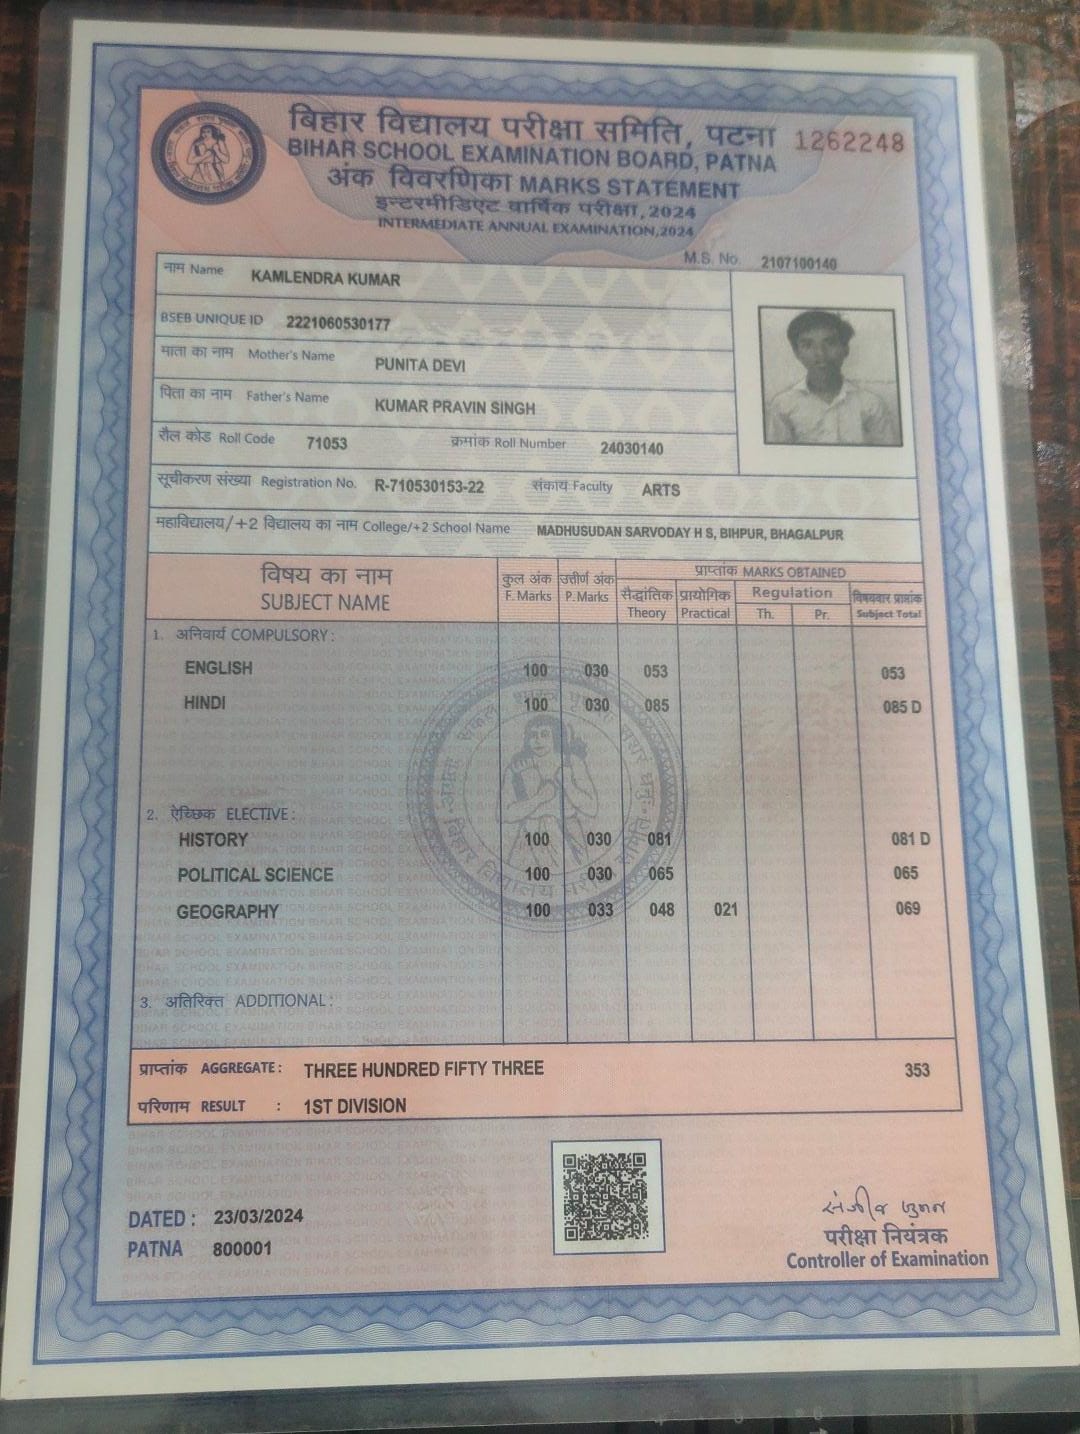 बिहार विद्यालय परीक्षा समिति, पटना 1262248
BIHAR SCHOOL EXAMINATION BOARD, PATNA
अंक विवरणिका MARKS STATEMENT
इन्टरमीडिएट वार्षिक परीक्षा, 2024
INTERMEDIATE ANNUAL EXAMINATION, 2024
M.S. No. 2107100140
नाम Name KAMLENDRA KUMAR
BSEB UNIQUE ID 2221060530177
माता का नाम Mother's Name PUNITA DEVI
पिता का नाम Father's Name KUMAR PRAVIN SINGH
रौल कोड Roll Code 71053 क्रमांक Roll Number 24030140
सूचीकरण संख्या Registration No. R-710530153-22 संकाय Faculty ARTS
महाविद्यालय/+2 विद्यालय का नाम College/+2 School Name MADHUSUDAN SARVODAY H S, BIHPUR, BHAGALPUR
विषय का नाम कुल अंक उत्तीर्ण अंक प्राप्तांक MARKS OBTAINED
SUBJECT NAME F. Marks P. Marks सैद्धांतिक प्रायोगिक Regulation विषयवार प्राप्तांक
Theory Practical Th. Pr. Subject Total
1. अनिवार्य COMPULSORY :
ENGLISH 100 030 053 053
HINDI 100 030 085 085 D
2. ऐच्छिक ELECTIVE :
HISTORY 100 030 081 081 D
POLITICAL SCIENCE 100 030 065 065
GEOGRAPHY 100 033 048 021 069
3. अतिरिक्त ADDITIONAL :
प्राप्तांक AGGREGATE : THREE HUNDRED FIFTY THREE 353
परिणाम RESULT : 1ST DIVISION
DATED : 23/03/2024
PATNA 800001
परीक्षा नियंत्रक
Controller of Examination